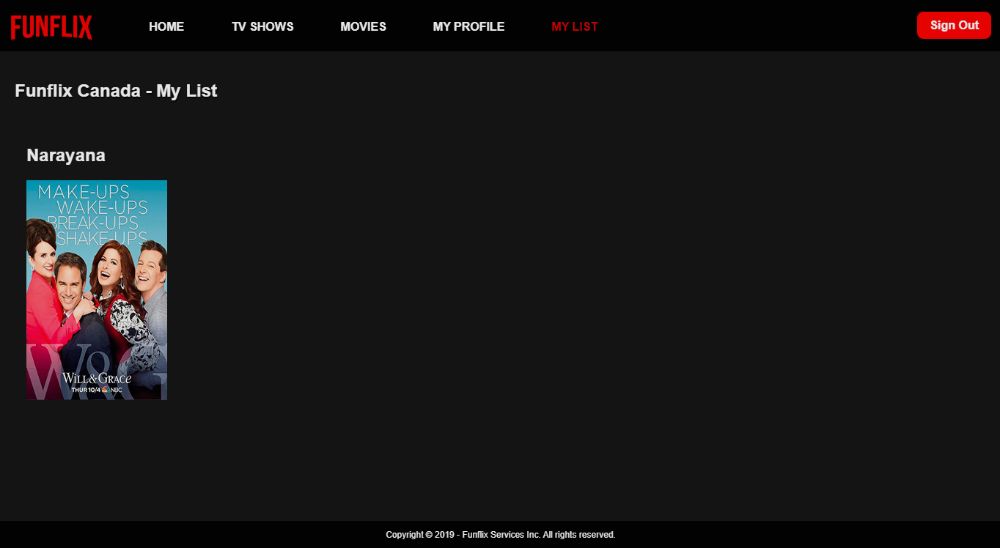 FUNFLIX HOME TV SHOWS MOVIES MY PROFILE MY LIST Sign Out
Funflix Canada - My List
Narayana
MAKE-UPS
WAKE-UPS
BREAK-UPS
SHAKE-UPS
W&G
WILL & GRACE
THUR 10/4 NBC
Copyright © 2019 - Funflix Services Inc. All rights reserved.